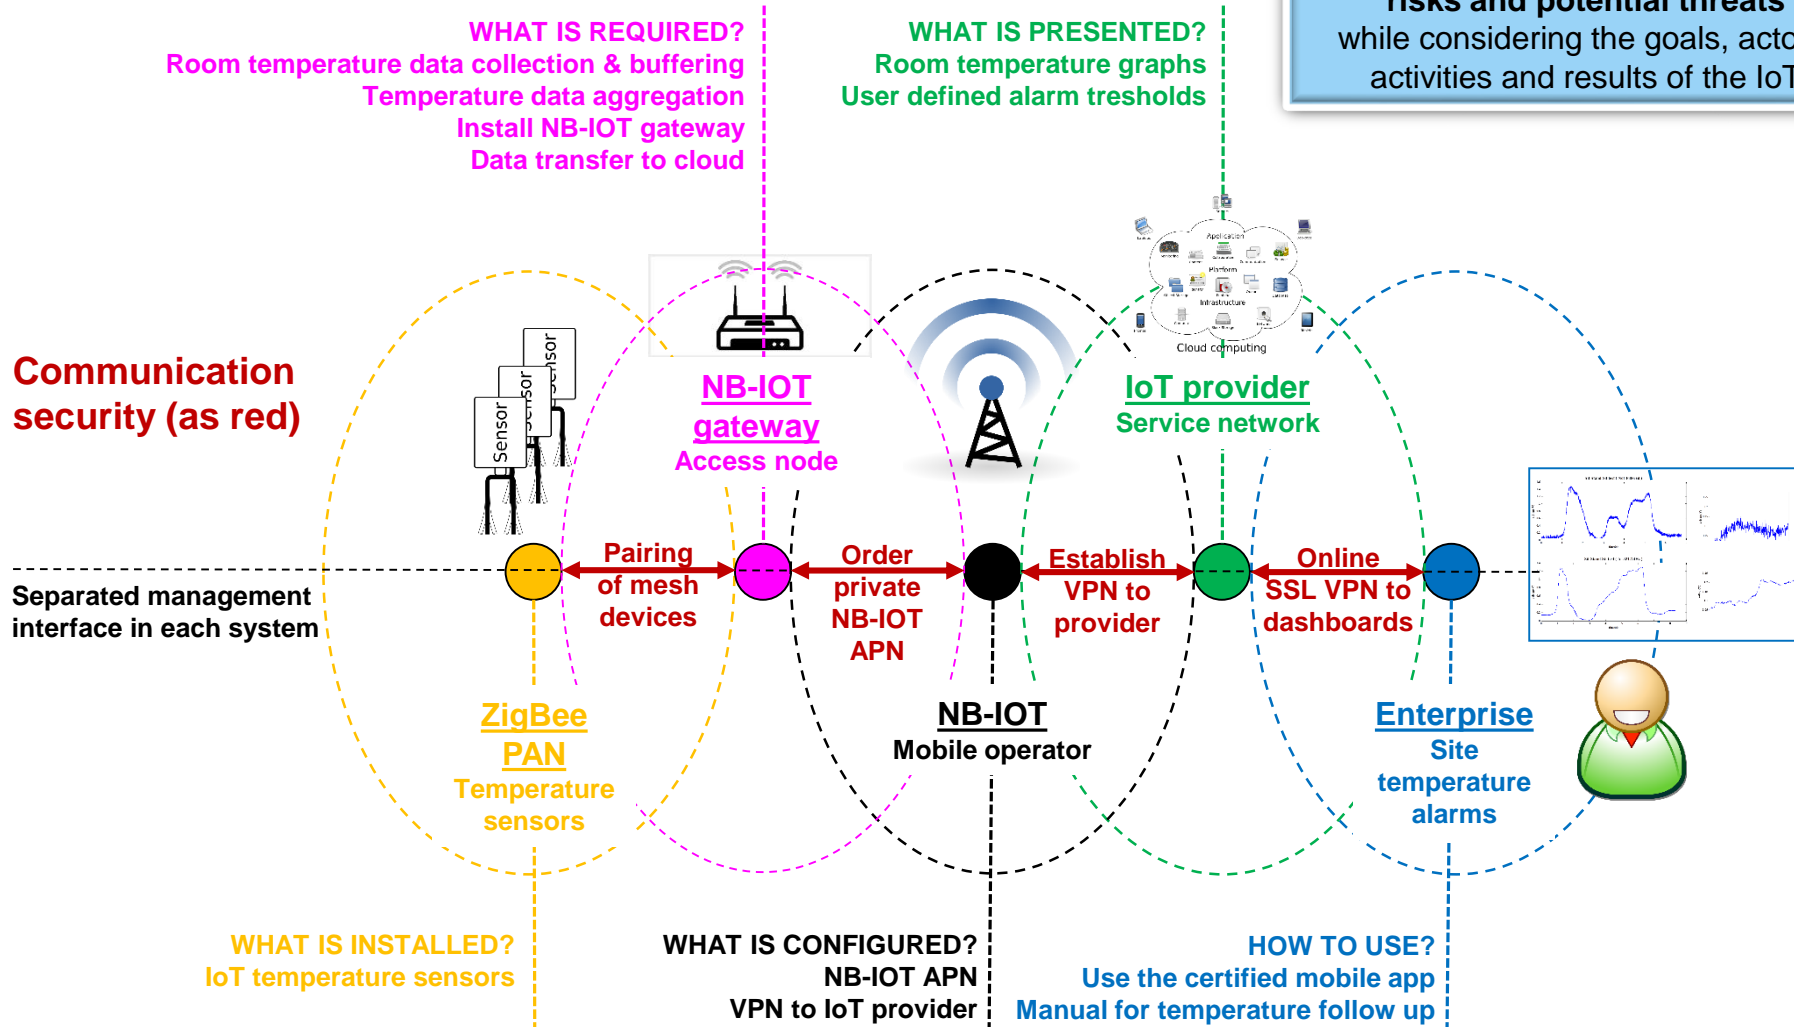 WHAT IS REQUIRED?
Room temperature data collection & buffering
Temperature data aggregation
Install NB-IOT gateway
Data transfer to cloud
WHAT IS PRESENTED?
Room temperature graphs
User defined alarm tresholds
risks and potential threats
while considering the goals,
activities and results of the IoT
Application
Platform
Infrastructure
Cloud computing
Communication
security (as red)
Sensor
Sensor
Sensor
NB-IOT
gateway
Access node
IoT provider
Service network
Separated management
interface in each system
Pairing
of mesh
devices
Order
private
NB-IOT
APN
Establish
VPN to
provider
Online
SSL VPN to
dashboards
ZigBee
PAN
Temperature
sensors
NB-IOT
Mobile operator
Enterprise
Site
temperature
alarms
WHAT IS INSTALLED?
IoT temperature sensors
WHAT IS CONFIGURED?
NB-IOT APN
VPN to IoT provider
HOW TO USE?
Use the certified mobile app
Manual for temperature follow up